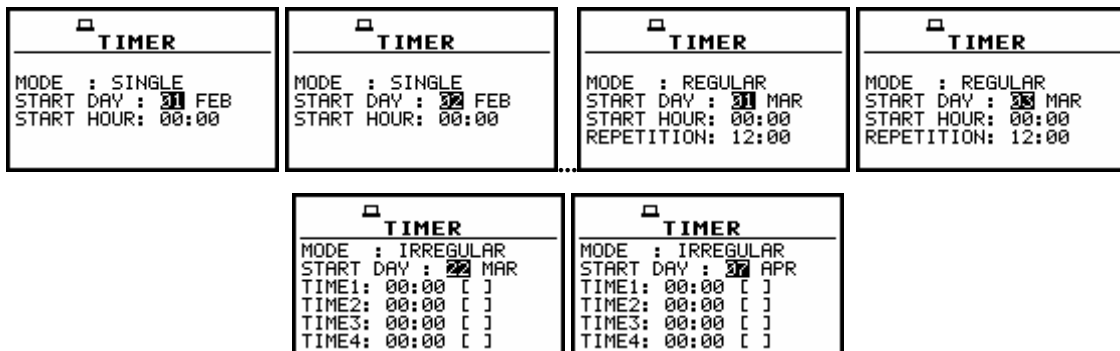 TIMER
MODE : SINGLE
START DAY : 01 FEB
START HOUR: 00:00
TIMER
MODE : SINGLE
START DAY : 02 FEB
START HOUR: 00:00
...
TIMER
MODE : REGULAR
START DAY : 01 MAR
START HOUR: 00:00
REPETITION: 12:00
TIMER
MODE : REGULAR
START DAY : 03 MAR
START HOUR: 00:00
REPETITION: 12:00
TIMER
MODE : IRREGULAR
START DAY : 22 MAR
TIME1: 00:00 [ ]
TIME2: 00:00 [ ]
TIME3: 00:00 [ ]
TIME4: 00:00 [ ]
TIMER
MODE : IRREGULAR
START DAY : 07 APR
TIME1: 00:00 [ ]
TIME2: 00:00 [ ]
TIME3: 00:00 [ ]
TIME4: 00:00 [ ]